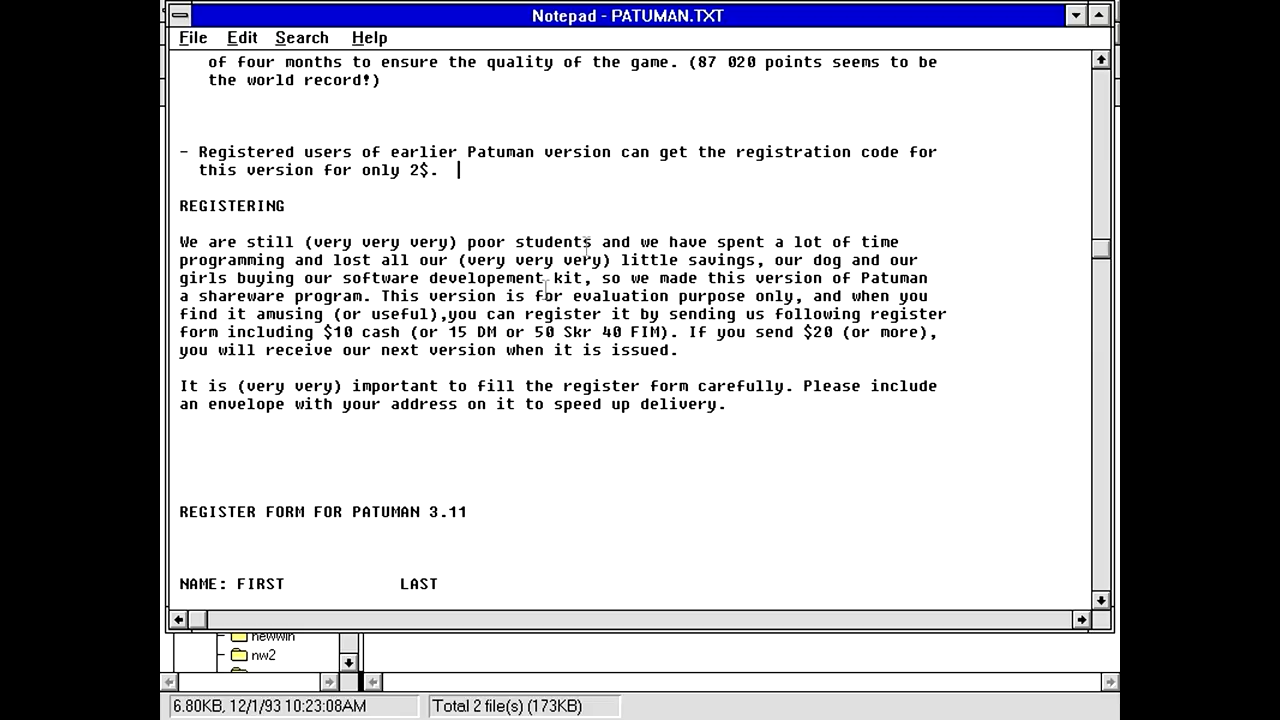 Notepad - PATUMAN.TXT
File Edit Search Help
of four months to ensure the quality of the game. (87 020 points seems to be
the world record!)
- Registered users of earlier Patuman version can get the registration code for
this version for only 2$.
REGISTERING
We are still (very very very) poor students and we have spent a lot of time
programming and lost all our (very very very) little savings, our dog and our
girls buying our software developement kit, so we made this version of Patuman
a shareware program. This version is for evaluation purpose only, and when you
find it amusing (or useful),you can register it by sending us following register
form including $10 cash (or 15 DM or 50 Skr 40 FIM). If you send $20 (or more),
you will receive our next version when it is issued.
It is (very very) important to fill the register form carefully. Please include
an envelope with your address on it to speed up delivery.
REGISTER FORM FOR PATUMAN 3.11
NAME: FIRST LAST
newwin
nw2
6.80KB, 12/1/93 10:23:08AM Total 2 file(s) (173KB)